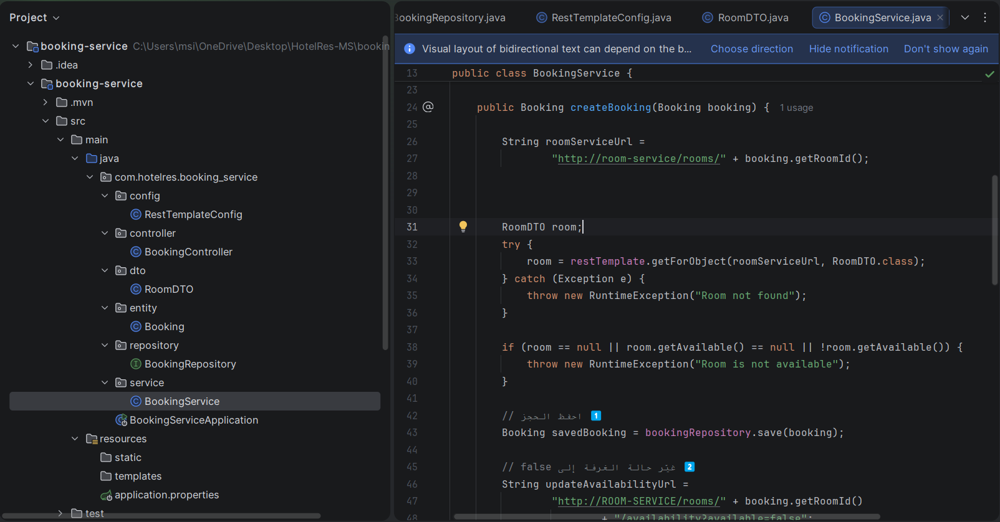 Project
booking-service C:\Users\msi\OneDrive\Desktop\HotelRes-MS\bookin
.idea
booking-service
.mvn
src
main
java
com.hotelres.booking_service
config
RestTemplateConfig
controller
BookingController
dto
RoomDTO
entity
Booking
repository
BookingRepository
service
BookingService
BookingServiceApplication
resources
static
templates
application.properties
test
BookingRepository.java RestTemplateConfig.java RoomDTO.java BookingService.java
Visual layout of bidirectional text can depend on the b... Choose direction Hide notification Don't show again
13 public class BookingService {
23
24 public Booking createBooking(Booking booking) { 1 usage
25
26 String roomServiceUrl =
27 "http://room-service/rooms/" + booking.getRoomId();
28
29
30
31 RoomDTO room;
32 try {
33 room = restTemplate.getForObject(roomServiceUrl, RoomDTO.class);
34 } catch (Exception e) {
35 throw new RuntimeException("Room not found");
36 }
37
38 if (room == null || room.getAvailable() == null || !room.getAvailable()) {
39 throw new RuntimeException("Room is not available");
40 }
41
42 // احفظ الحجز 1️⃣
43 Booking savedBooking = bookingRepository.save(booking);
44
45 // false غيّر حالة الغرفة إلى 2️⃣
46 String updateAvailabilityUrl =
47 "http://ROOM-SERVICE/rooms/" + booking.getRoomId()
48 + "/availability?available=false";